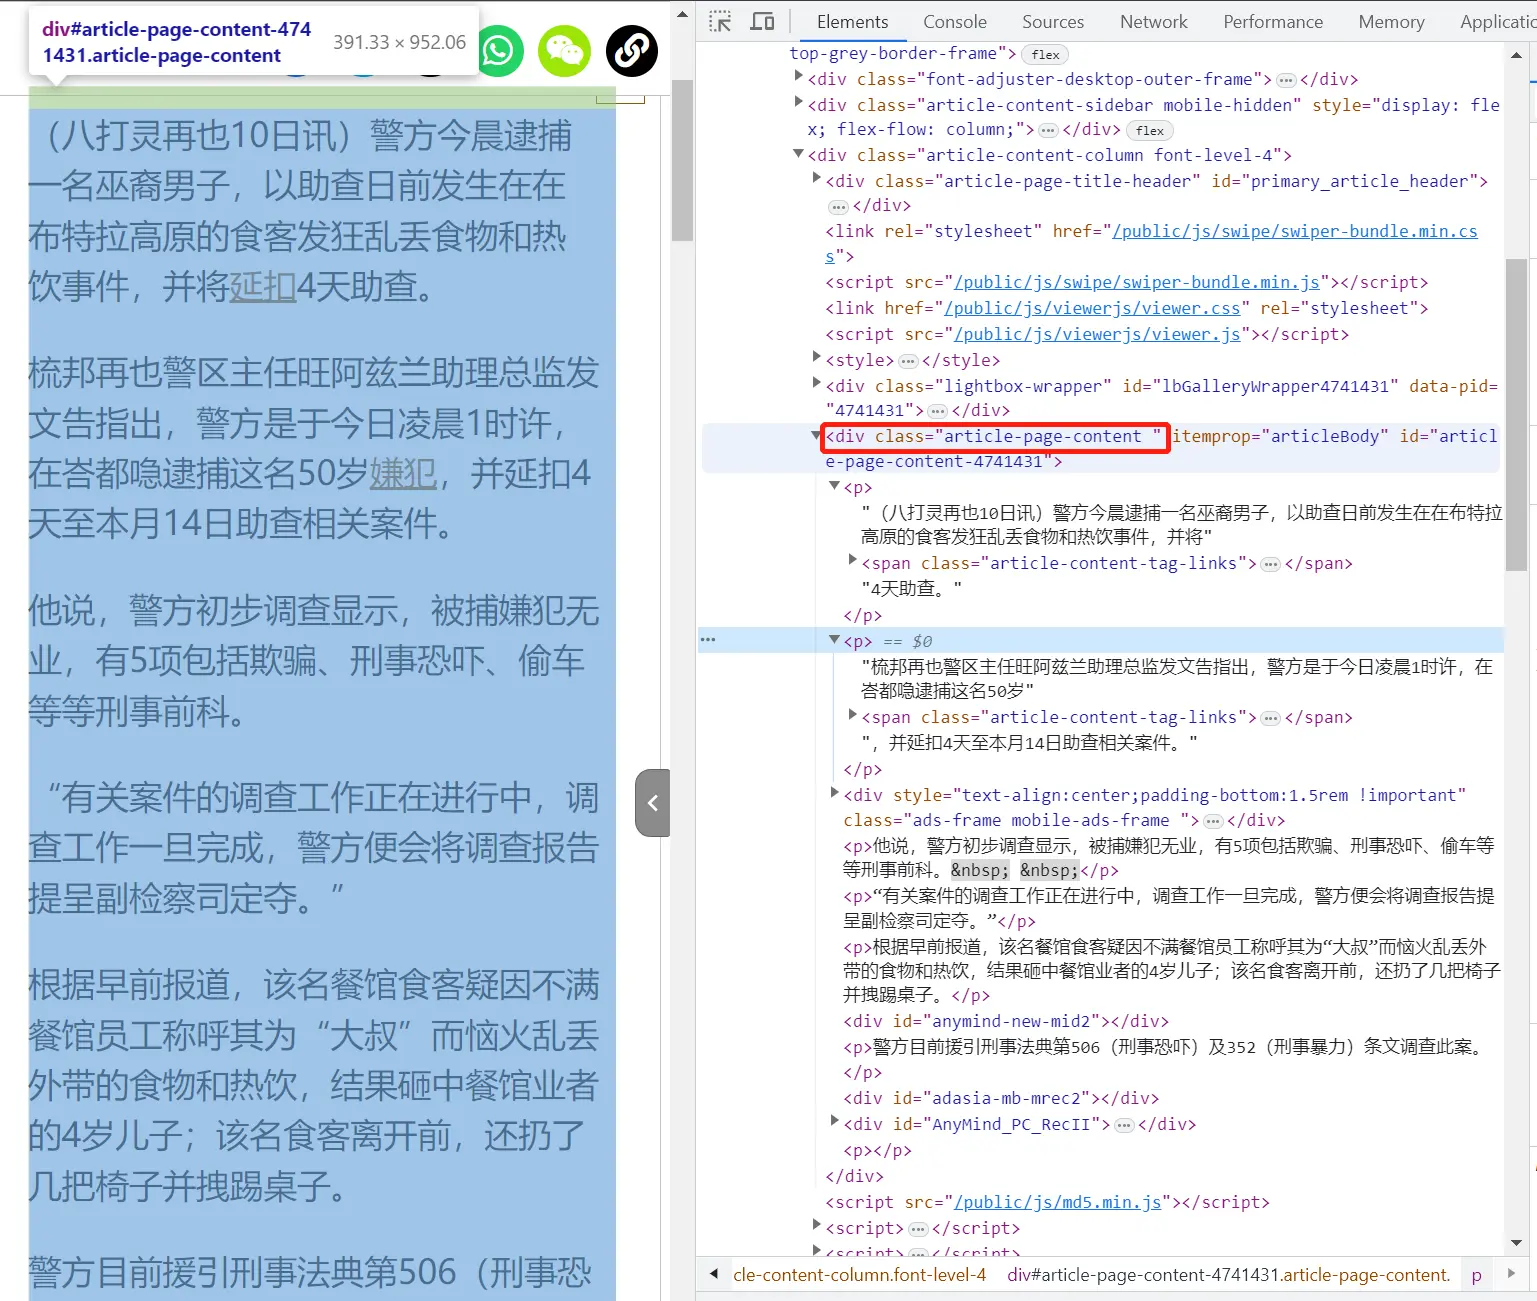 div#article-page-content-474
1431.article-page-content
391.33 × 952.06
（八打灵再也10日讯）警方今晨逮捕
一名巫裔男子，以助查日前发生在在
布特拉高原的食客发狂乱丢食物和热
饮事件，并将延扣4天助查。
梳邦再也警区主任旺阿兹兰助理总监发
文告指出，警方是于今日凌晨1时许，
在峇都隐逮捕这名50岁嫌犯，并延扣4
天至本月14日助查相关案件。
他说，警方初步调查显示，被捕嫌犯无
业，有5项包括欺骗、刑事恐吓、偷车
等等刑事前科。
“有关案件的调查工作正在进行中，调
查工作一旦完成，警方便会将调查报告
提呈副检察司定夺。”
根据早前报道，该名餐馆食客疑因不满
餐馆员工称呼其为“大叔”而恼火乱丢
外带的食物和热饮，结果砸中餐馆业者
的4岁儿子；该名食客离开前，还扔了
几把椅子并拽踢桌子。
警方目前援引刑事法典第506（刑事恐
Elements Console Sources Network Performance Memory Applicatio
top-grey-border-frame"> flex
<div class="font-adjuster-desktop-outer-frame"> … </div>
<div class="article-content-sidebar mobile-hidden" style="display: fle
x; flex-flow: column;"> … </div> flex
<div class="article-content-column font-level-4">
<div class="article-page-title-header" id="primary_article_header">
… </div>
<link rel="stylesheet" href="/public/js/swipe/swiper-bundle.min.cs
s">
<script src="/public/js/swipe/swiper-bundle.min.js"></script>
<link href="/public/js/viewerjs/viewer.css" rel="stylesheet">
<script src="/public/js/viewerjs/viewer.js"></script>
<style> … </style>
<div class="lightbox-wrapper" id="lbGalleryWrapper4741431" data-pid=
"4741431"> … </div>
<div class="article-page-content " itemprop="articleBody" id="articl
e-page-content-4741431">
<p>
"（八打灵再也10日讯）警方今晨逮捕一名巫裔男子，以助查日前发生在在布特拉
高原的食客发狂乱丢食物和热饮事件，并将"
<span class="article-content-tag-links"> … </span>
"4天助查。"
</p>
… <p> == $0
"梳邦再也警区主任旺阿兹兰助理总监发文告指出，警方是于今日凌晨1时许，在
峇都隐逮捕这名50岁"
<span class="article-content-tag-links"> … </span>
"，并延扣4天至本月14日助查相关案件。"
</p>
<div style="text-align:center;padding-bottom:1.5rem !important"
class="ads-frame mobile-ads-frame "> … </div>
<p>他说，警方初步调查显示，被捕嫌犯无业，有5项包括欺骗、刑事恐吓、偷车等
等刑事前科。&nbsp; &nbsp;</p>
<p>“有关案件的调查工作正在进行中，调查工作一旦完成，警方便会将调查报告提
呈副检察司定夺。”</p>
<p>根据早前报道，该名餐馆食客疑因不满餐馆员工称呼其为“大叔”而恼火乱丢外
带的食物和热饮，结果砸中餐馆业者的4岁儿子；该名食客离开前，还扔了几把椅子
并拽踢桌子。</p>
<div id="anymind-new-mid2"></div>
<p>警方目前援引刑事法典第506（刑事恐吓）及352（刑事暴力）条文调查此案。
</p>
<div id="adasia-mb-mrec2"></div>
<div id="AnyMind_PC_RecII"> … </div>
<p></p>
</div>
<script src="/public/js/md5.min.js"></script>
<script> … </script>
<script> … </script>
cle-content-column.font-level-4 div#article-page-content-4741431.article-page-content. p